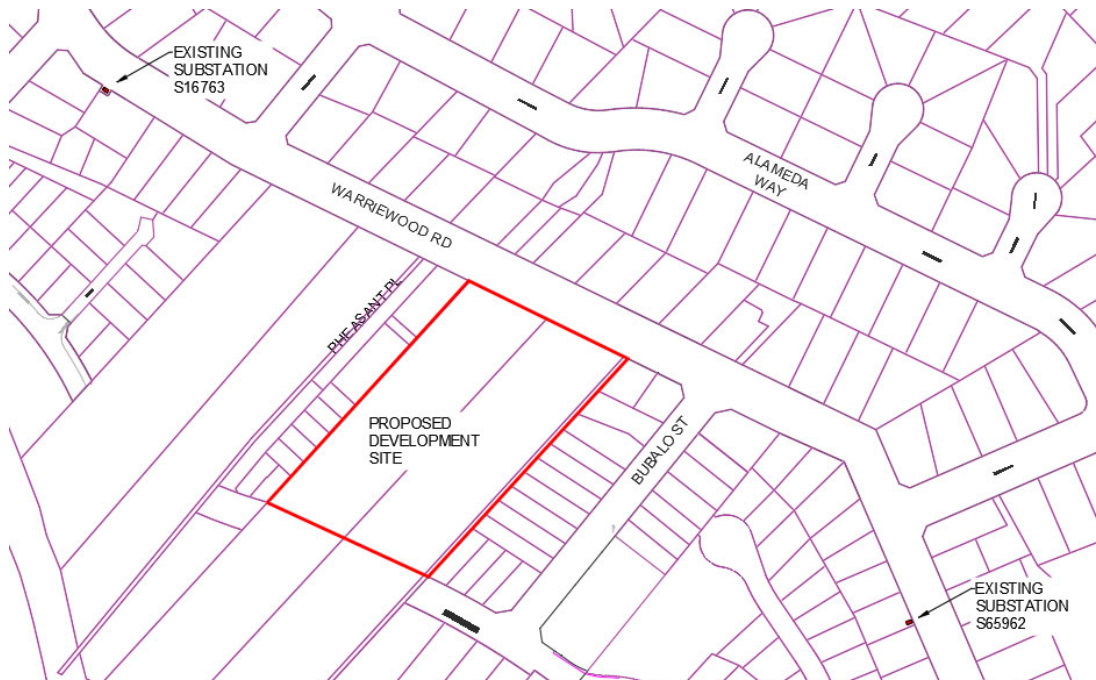 EXISTING
SUBSTATION
S16763
WARRIEWOOD RD
ALAMEDA
WAY
PHEASANT PL
PROPOSED
DEVELOPMENT
SITE
BUBALO ST
EXISTING
SUBSTATION
S65962